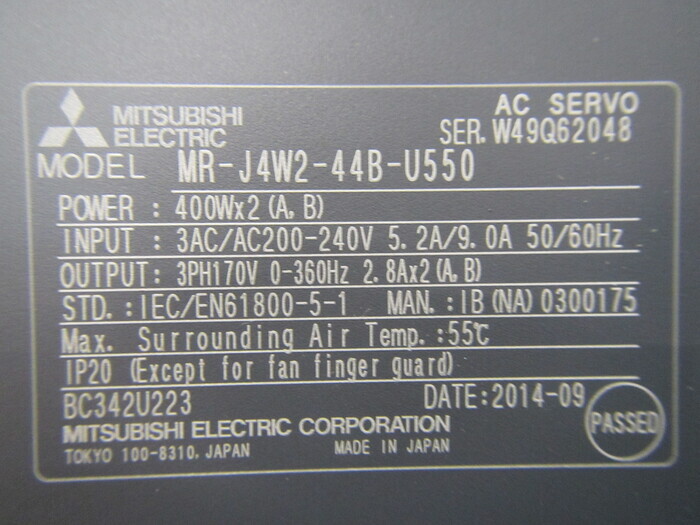 MITSUBISHI
ELECTRIC
AC SERVO
SER. W49Q62048
MODEL MR-J4W2-44B-U550
POWER : 400Wx2 (A, B)
INPUT : 3AC/AC200-240V 5.2A/9.0A 50/60Hz
OUTPUT: 3PH170V 0-360Hz 2.8Ax2 (A, B)
STD. : IEC/EN61800-5-1 MAN. : IB (NA) 0300175
Max. Surrounding Air Temp. :55℃
IP20 (Except for fan finger guard)
BC342U223 DATE:2014-09
PASSED
MITSUBISHI ELECTRIC CORPORATION
TOKYO 100-8310, JAPAN MADE IN JAPAN